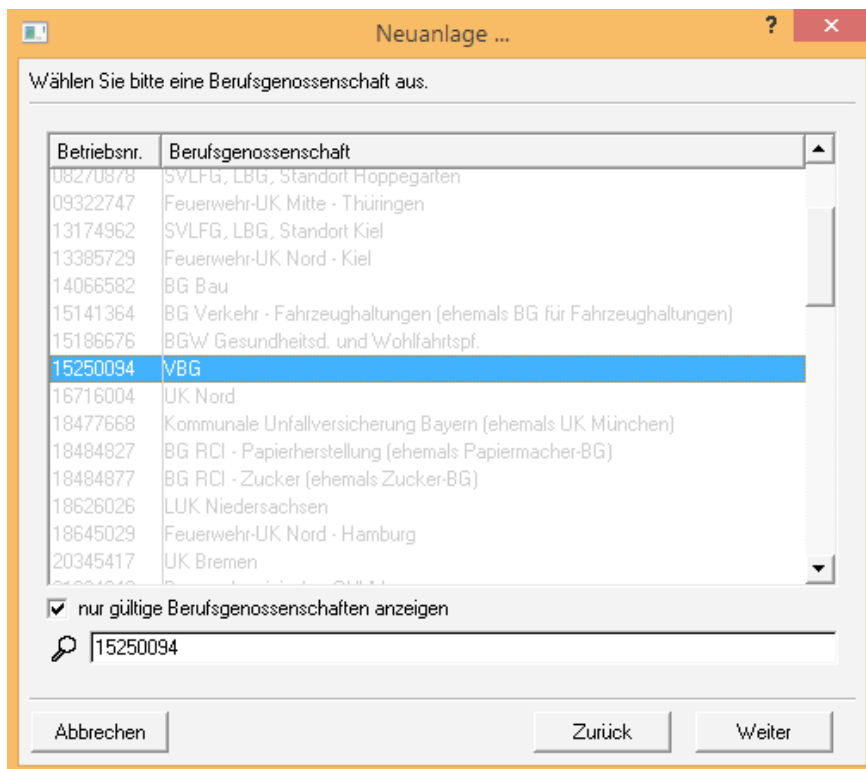 Neuanlage ...
?
×
Wählen Sie bitte eine Berufsgenossenschaft aus.
Betriebsnr. Berufsgenossenschaft
08270878 SVLFG, LBG, Standort Hoppegarten
09322747 Feuerwehr-UK Mitte - Thüringen
13174962 SVLFG, LBG, Standort Kiel
13385729 Feuerwehr-UK Nord - Kiel
14066582 BG Bau
15141364 BG Verkehr - Fahrzeughaltungen (ehemals BG für Fahrzeughaltungen)
15186676 BGW Gesundheitsd. und Wohlfahrtspf.
15250094 VBG
16716004 UK Nord
18477668 Kommunale Unfallversicherung Bayern (ehemals UK München)
18484827 BG RCI - Papierherstellung (ehemals Papiermacher-BG)
18484877 BG RCI - Zucker (ehemals Zucker-BG)
18626026 LUK Niedersachsen
18645029 Feuerwehr-UK Nord - Hamburg
20345417 UK Bremen
nur gültige Berufsgenossenschaften anzeigen
15250094
Abbrechen
Zurück
Weiter